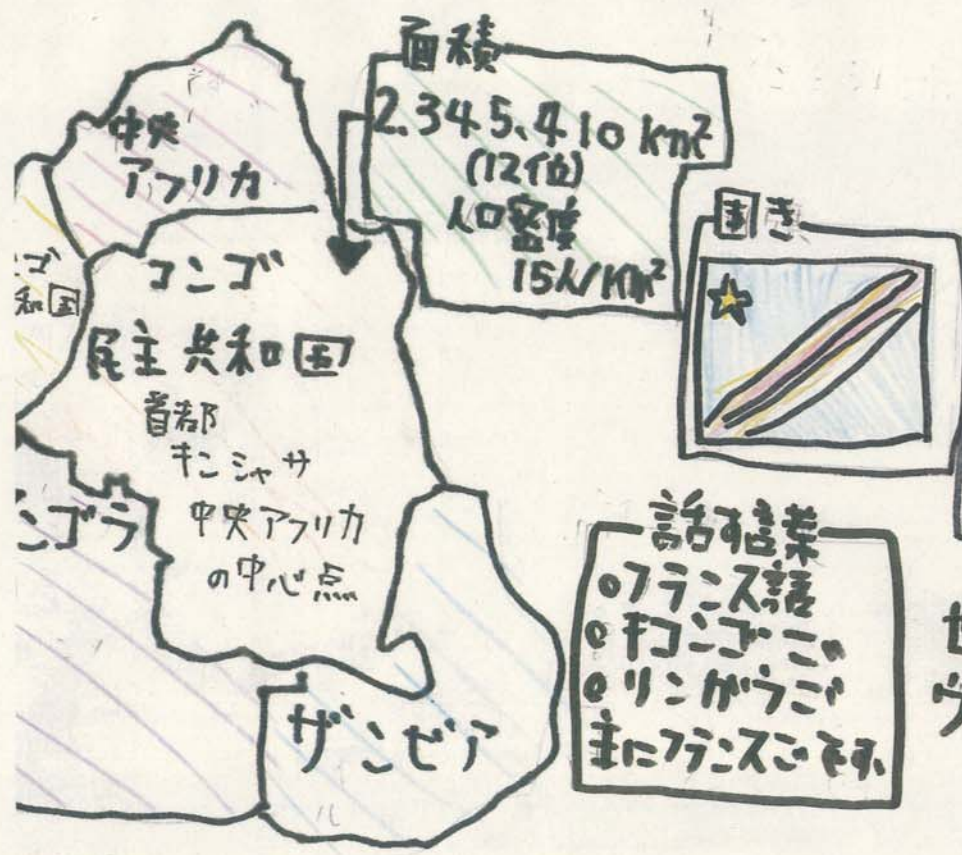 面積
2.345.410 km²
(12位)
人口密度
15人/Km²
中央
アフリカ
コンゴ
民主共和国
首都
キンシャサ
中央アフリカ
の中心点
ゴ
和国
ンゴラ
ザンビア
国き
話す言葉
○フランス語
○キコンゴご
○リンガラご
主にフランスごです。